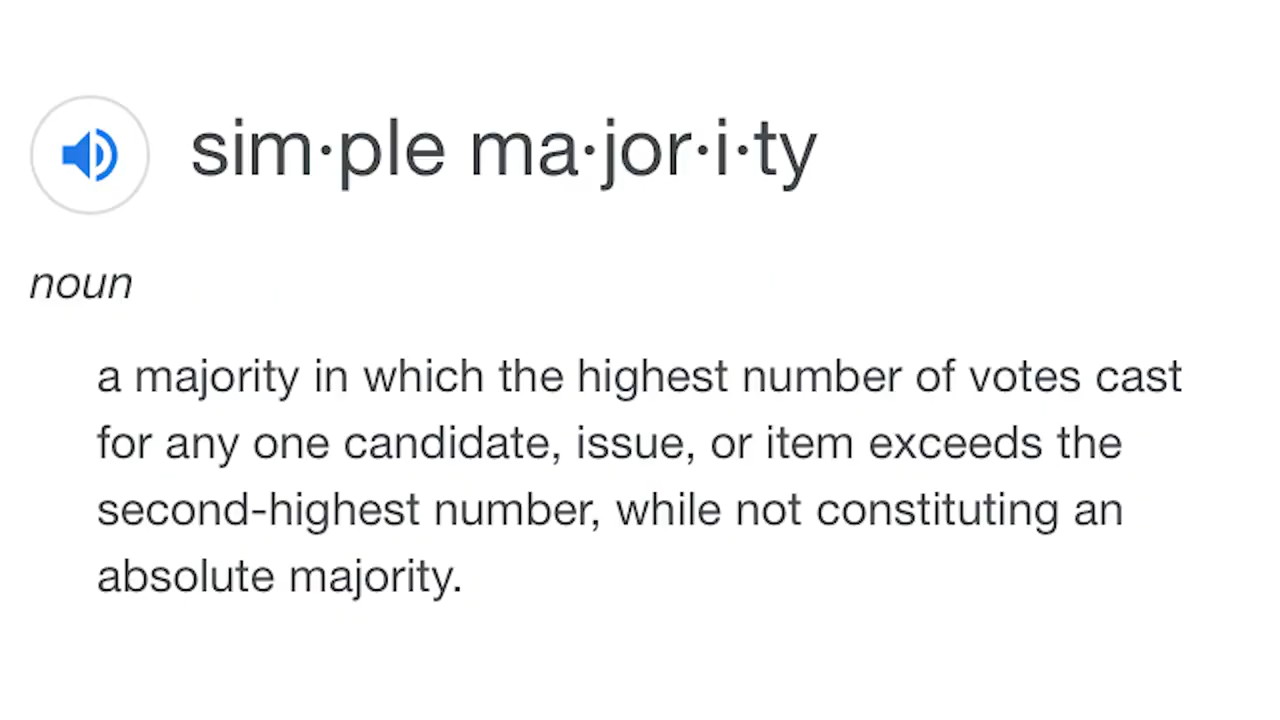 sim·ple ma·jor·i·ty
noun
a majority in which the highest number of votes cast
for any one candidate, issue, or item exceeds the
second-highest number, while not constituting an
absolute majority.